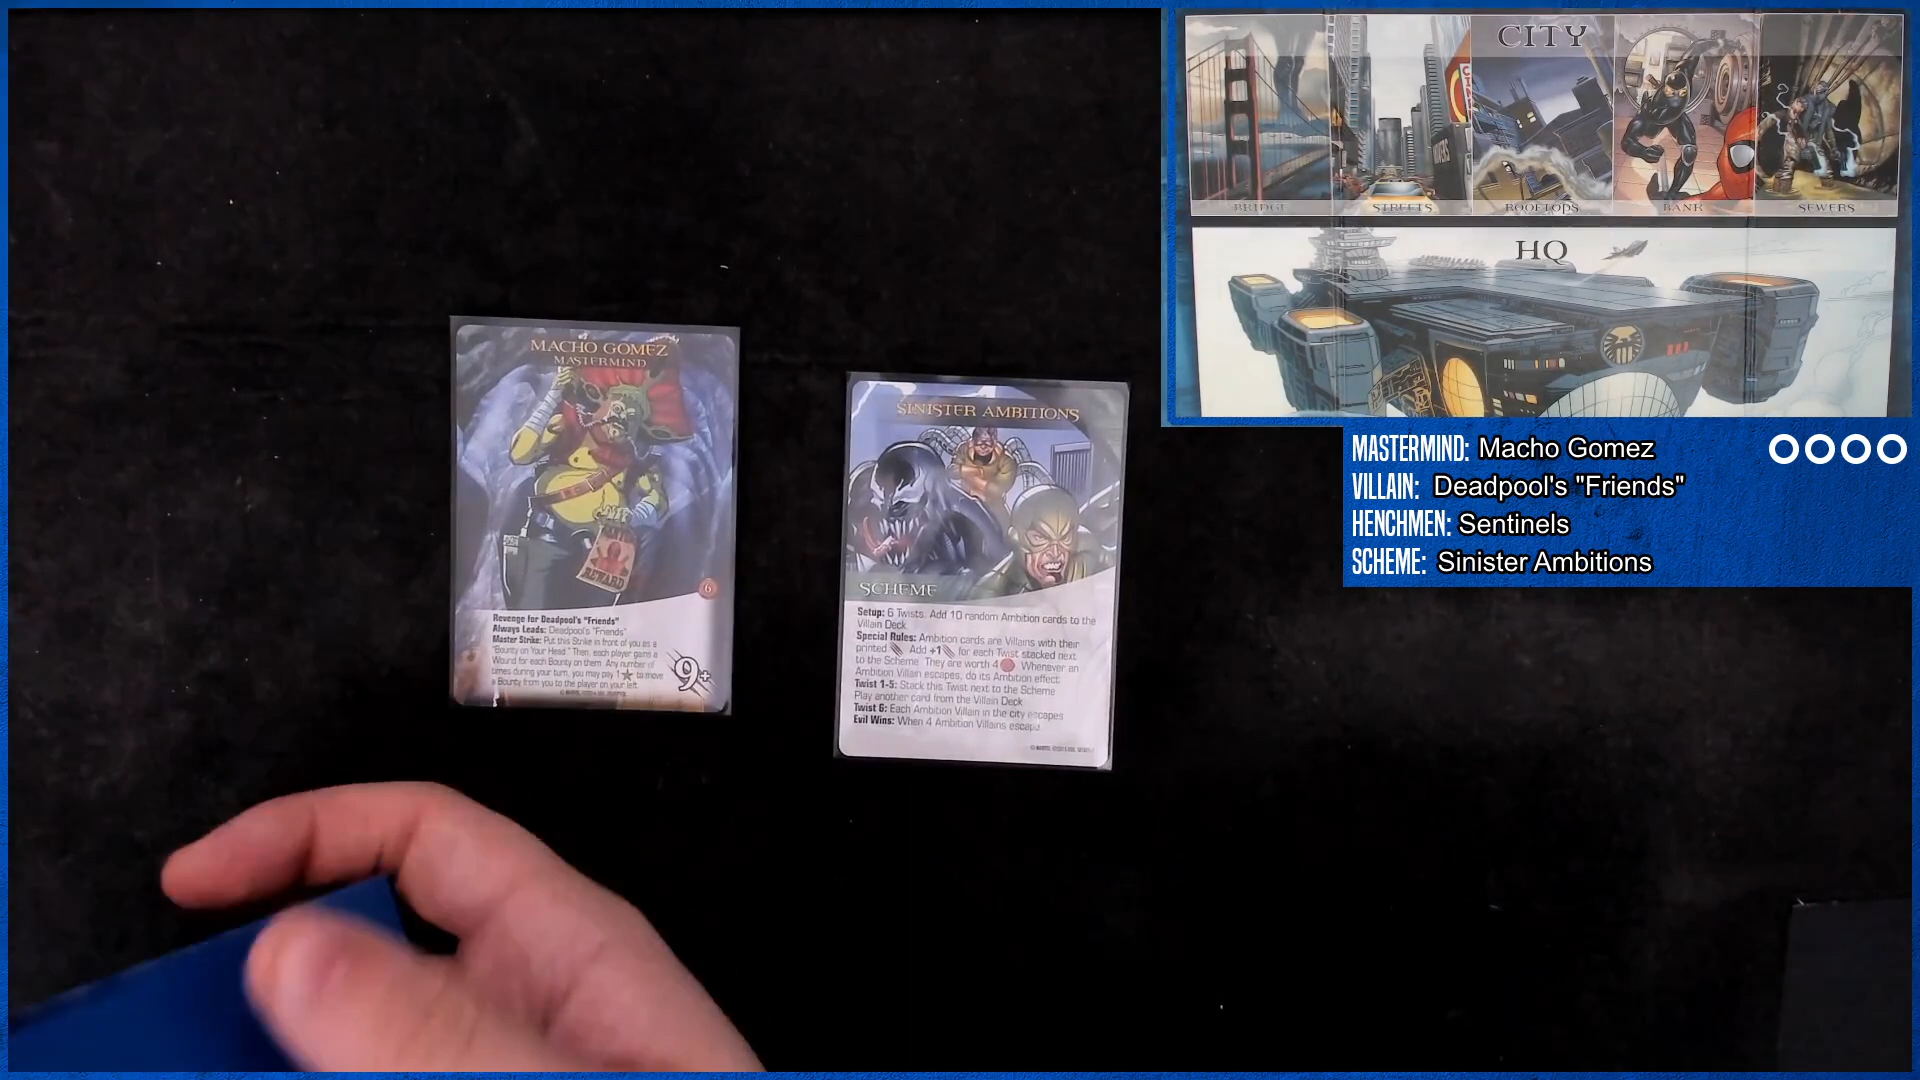 MACHO GOMEZ
MASTERMIND
REWARD
6
Revenge for Deadpool's "Friends"
Always Leads: Deadpool's "Friends"
Master Strike: Put this Strike in front of you as a
"Bounty on Your Head." Then, each player gains a
Wound for each Bounty on them. Any number of
times during your turn, you may pay 1 to move
a Bounty from you to the player on your left.
9+
SINISTER AMBITIONS
SCHEME
Setup: 6 Twists. Add 10 random Ambition cards to the
Villain Deck.
Special Rules: Ambition cards are Villains with their
printed . Add +1 for each Twist stacked next
to the Scheme. They are worth 4 . Whenever an
Ambition Villain escapes, do its Ambition effect.
Twist 1-5: Stack this Twist next to the Scheme.
Play another card from the Villain Deck.
Twist 6: Each Ambition Villain in the city escapes.
Evil Wins: When 4 Ambition Villains escape.
CITY
BRIDGE
STREETS
ROOFTOPS
BANK
SEWERS
HQ
MASTERMIND: Macho Gomez
VILLAIN: Deadpool's "Friends"
HENCHMEN: Sentinels
SCHEME: Sinister Ambitions